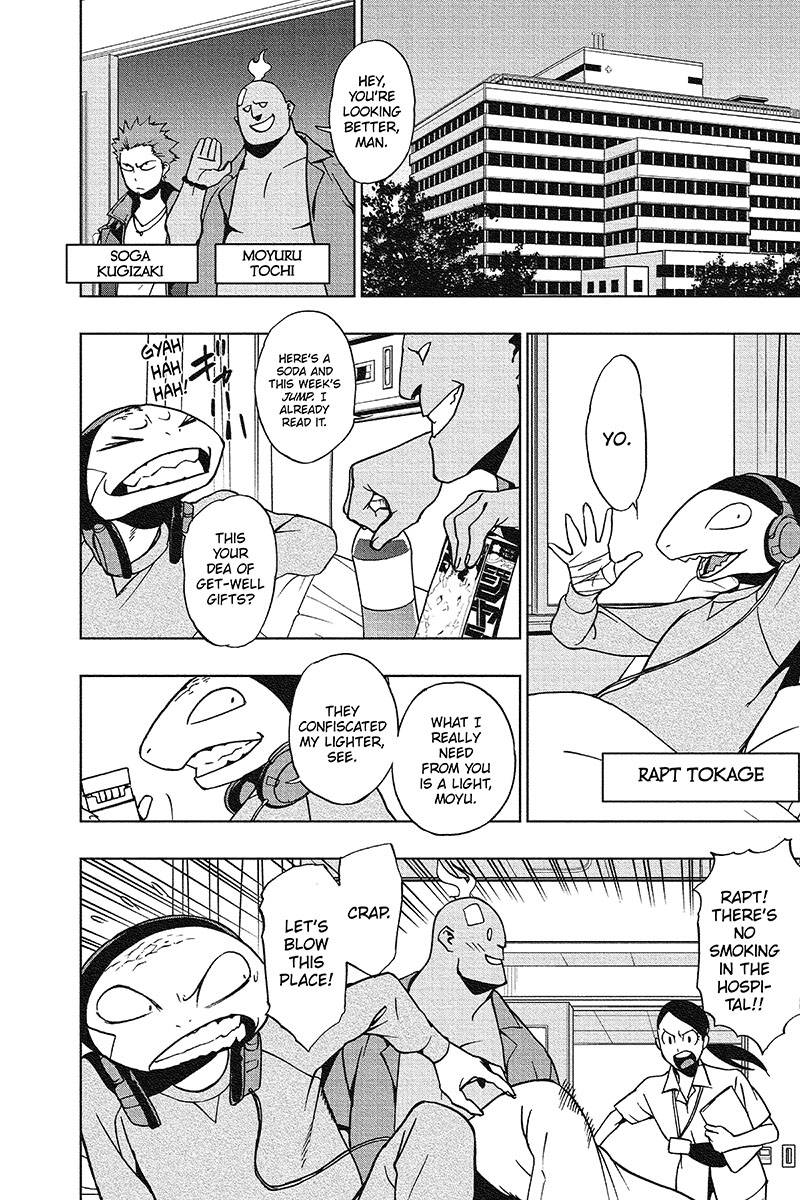 HEY,
YOU'RE
LOOKING
BETTER,
MAN.
MOYURU
TOCHI
SOGA
KUGIZAKI
YO.
RAPT TOKAGE
HERE'S A
SODA AND
THIS WEEK'S
JUMP. I
ALREADY
READ IT.
ジャン
GYAH
HAH
HAH!
THIS
YOUR
DEA OF
GET-WELL
GIFTS?
WHAT I
REALLY
NEED
FROM YOU
IS A LIGHT,
MOYU.
THEY
CONFISCATED
MY LIGHTER,
SEE.
RAPT!
THERE'S
NO
SMOKING
IN THE
HOSPI-
TAL!!
CRAP.
LET'S
BLOW
THIS
PLACE!